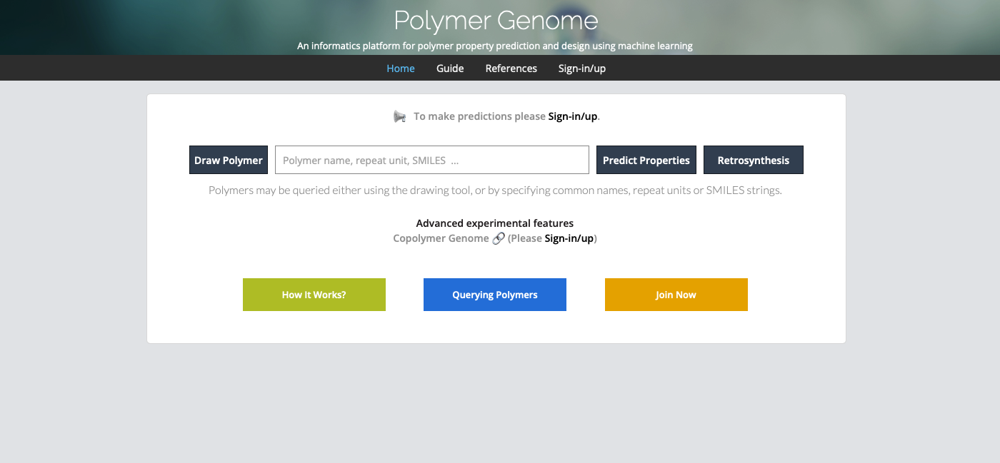 Polymer Genome
An informatics platform for polymer property prediction and design using machine learning
Home Guide References Sign-in/up
To make predictions please Sign-in/up.
Draw Polymer Polymer name, repeat unit, SMILES ... Predict Properties Retrosynthesis
Polymers may be queried either using the drawing tool, or by specifying common names, repeat units or SMILES strings.
Advanced experimental features
Copolymer Genome 🔗 (Please Sign-in/up)
How It Works? Querying Polymers Join Now